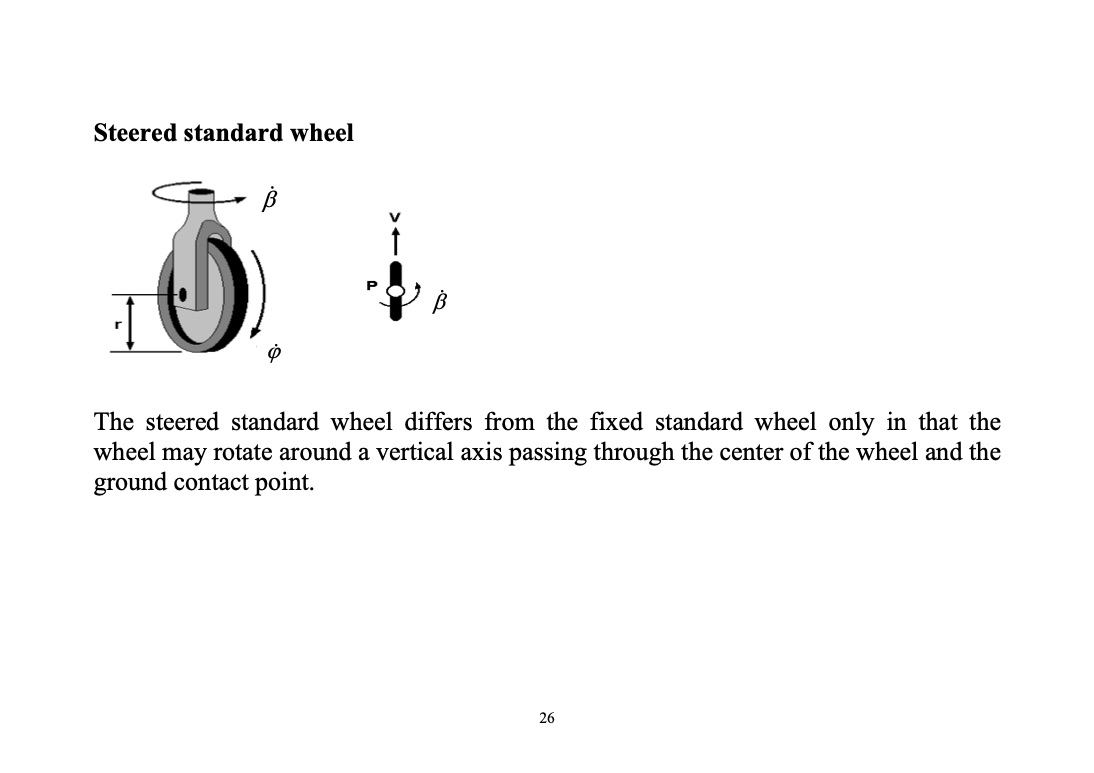 Steered standard wheel
β̇
V
P
β̇
r
φ̇
The steered standard wheel differs from the fixed standard wheel only in that the
wheel may rotate around a vertical axis passing through the center of the wheel and the
ground contact point.
26